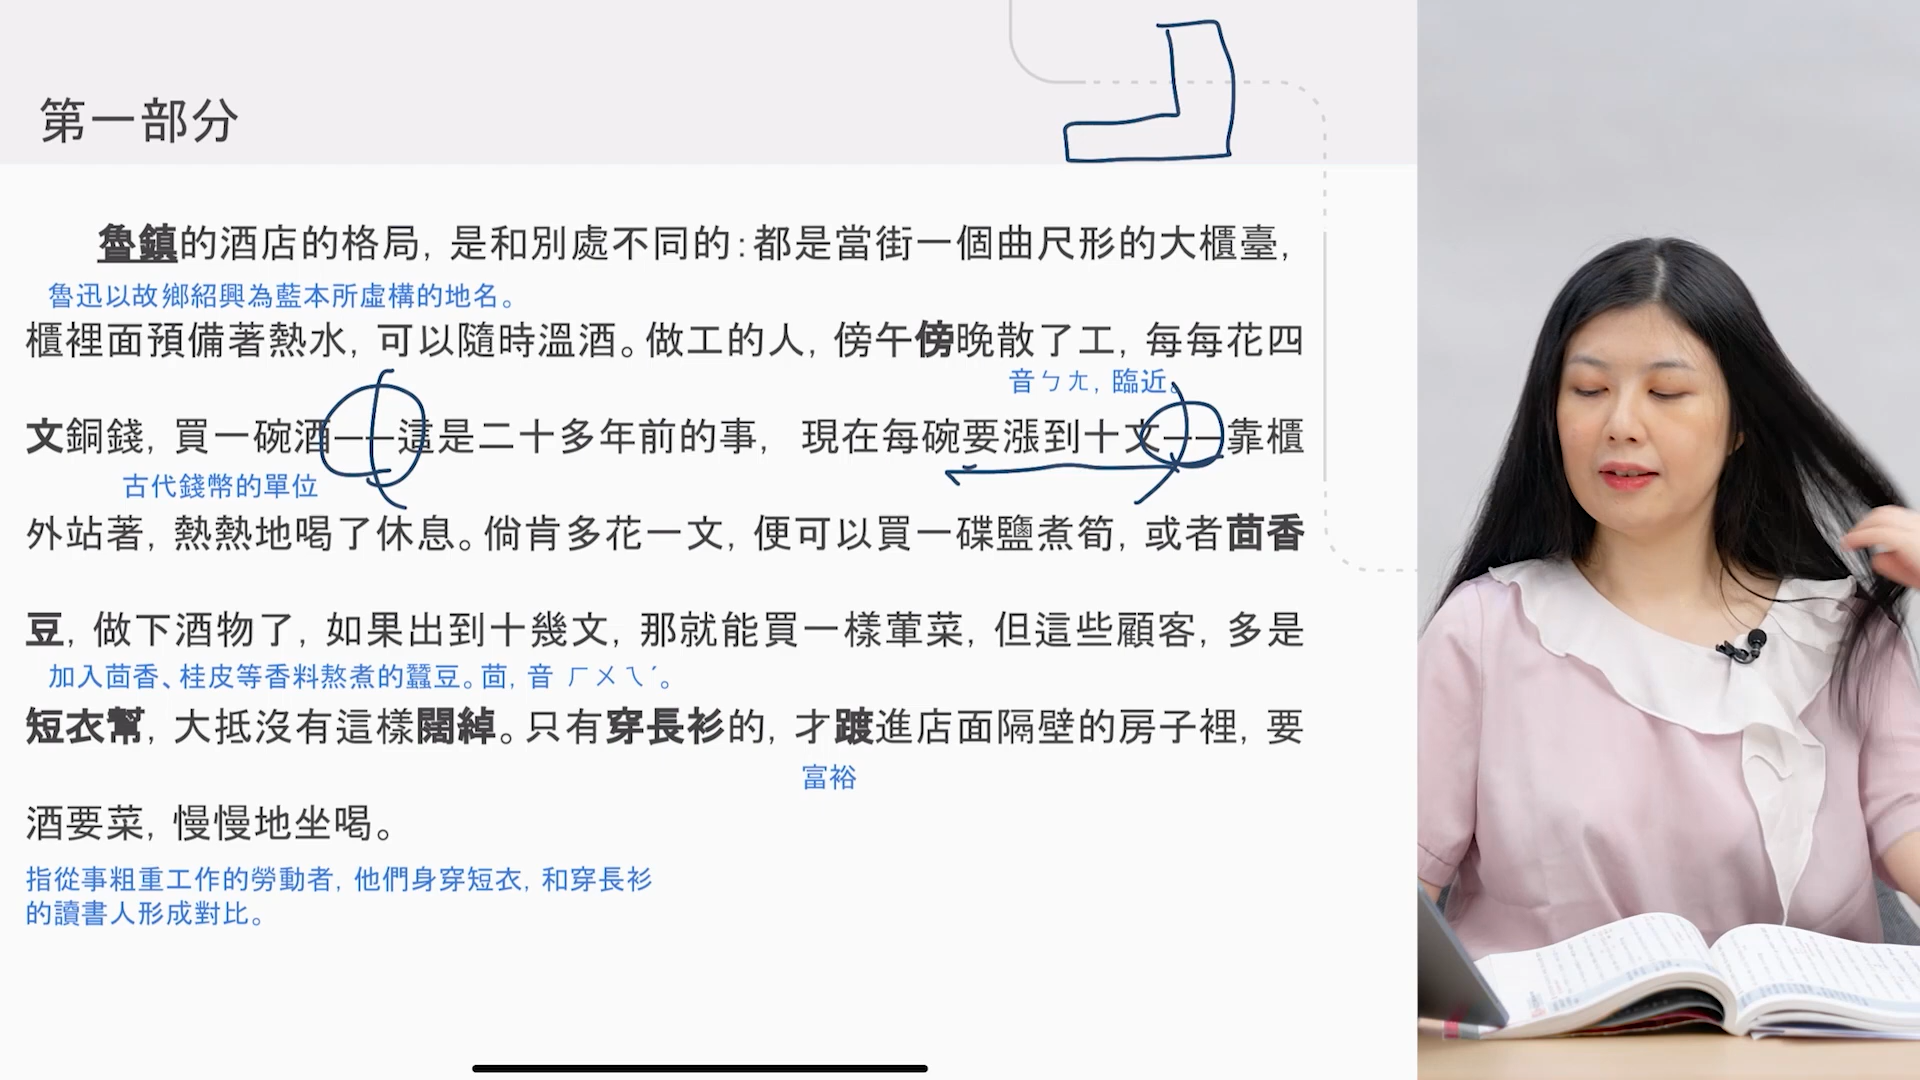 第一部分
魯鎮的酒店的格局，是和別處不同的：都是當街一個曲尺形的大櫃臺，
魯迅以故鄉紹興為藍本所虛構的地名。
櫃裡面預備著熱水，可以隨時溫酒。做工的人，傍午傍晚散了工，每每花四
音ㄅㄤ，臨近。
文銅錢，買一碗酒——這是二十多年前的事，現在每碗要漲到十文——靠櫃
古代錢幣的單位
外站著，熱熱地喝了休息。倘肯多花一文，便可以買一碟鹽煮筍，或者茴香
豆，做下酒物了，如果出到十幾文，那就能買一樣葷菜，但這些顧客，多是
加入茴香、桂皮等香料熬煮的蠶豆。茴，音ㄏㄨㄟˊ。
短衣幫，大抵沒有這樣闊綽。只有穿長衫的，才踱進店面隔壁的房子裡，要
富裕
酒要菜，慢慢地坐喝。
指從事粗重工作的勞動者，他們身穿短衣，和穿長衫
的讀書人形成對比。